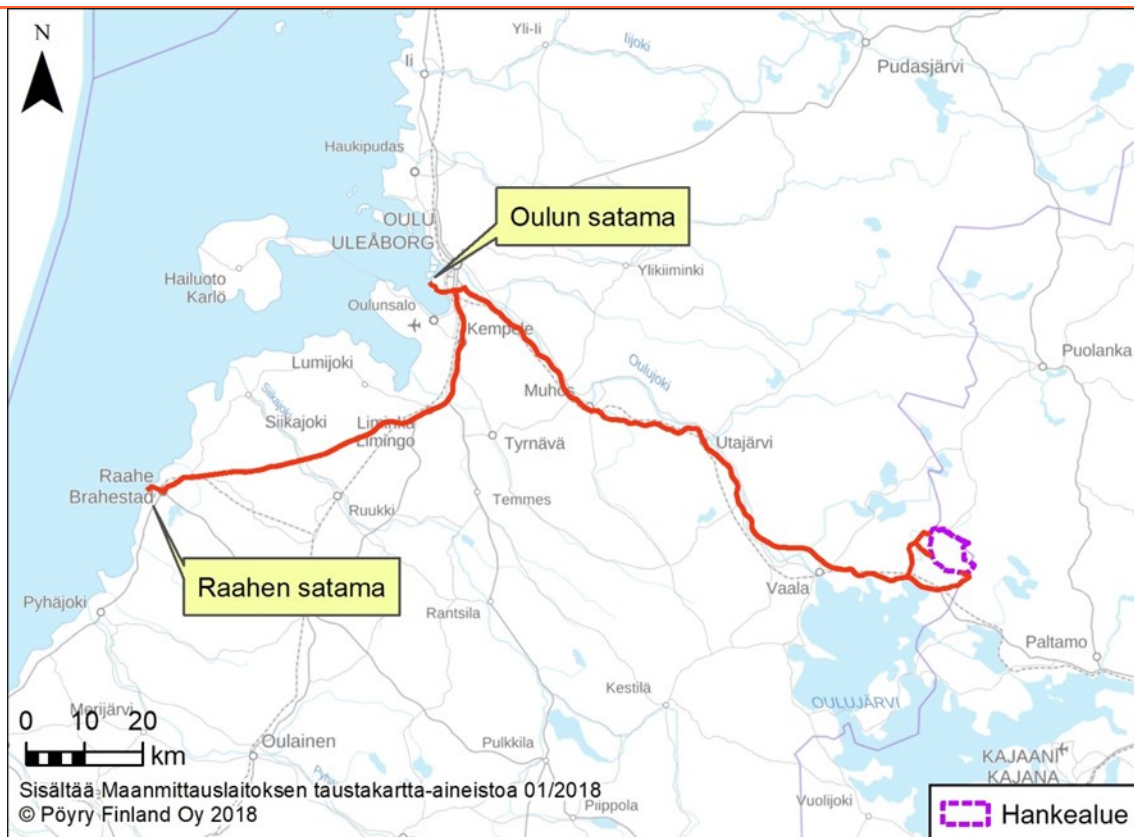 N
Yli-Ii
Iijoki
Ii
Pudasjärvi
Haukipudas
OULU
ULEÅBORG
Oulun satama
Hailuoto
Karlö
Ylikiiminki
Oulunsalo
Kempele
Puolanka
Lumijoki
Oulujoki
Siikajoki
Siikajoki
Muhos
Liminka
Limingo
Tyrnävä
Utajärvi
Raahe
Brahestad
Ruukki
Temmes
Raahen satama
Vaala
Pyhäjoki
Rantsila
Paltamo
Kestilä
OULUJÄRVI
Merijärvi
0 10 20
km
Oulainen
Pulkkila
KAJAANI
KAJANA
Sisältää Maanmittauslaitoksen taustakartta-aineistoa 01/2018
© Pöyry Finland Oy 2018
Piippola
Vuolijoki
Hankealue